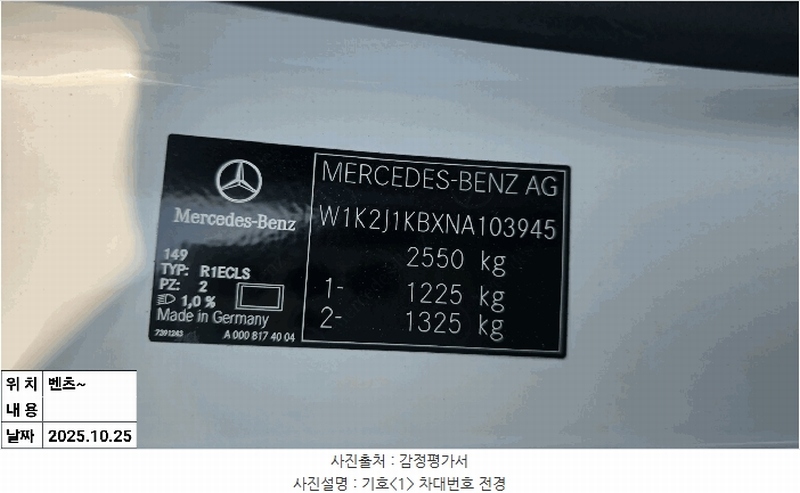 MERCEDES-BENZ AG
Mercedes-Benz
W1K2J1KBXNA103945
2550 kg
1- 1225 kg
2- 1325 kg
149
TYP: R1ECLS
PZ: 2
1,0 %
Made in Germany
7391283 A 000 817 40 04
위 치 벤츠~
내 용
날짜 2025.10.25
사진출처 : 감정평가서
사진설명 : 기호<1> 차대번호 전경